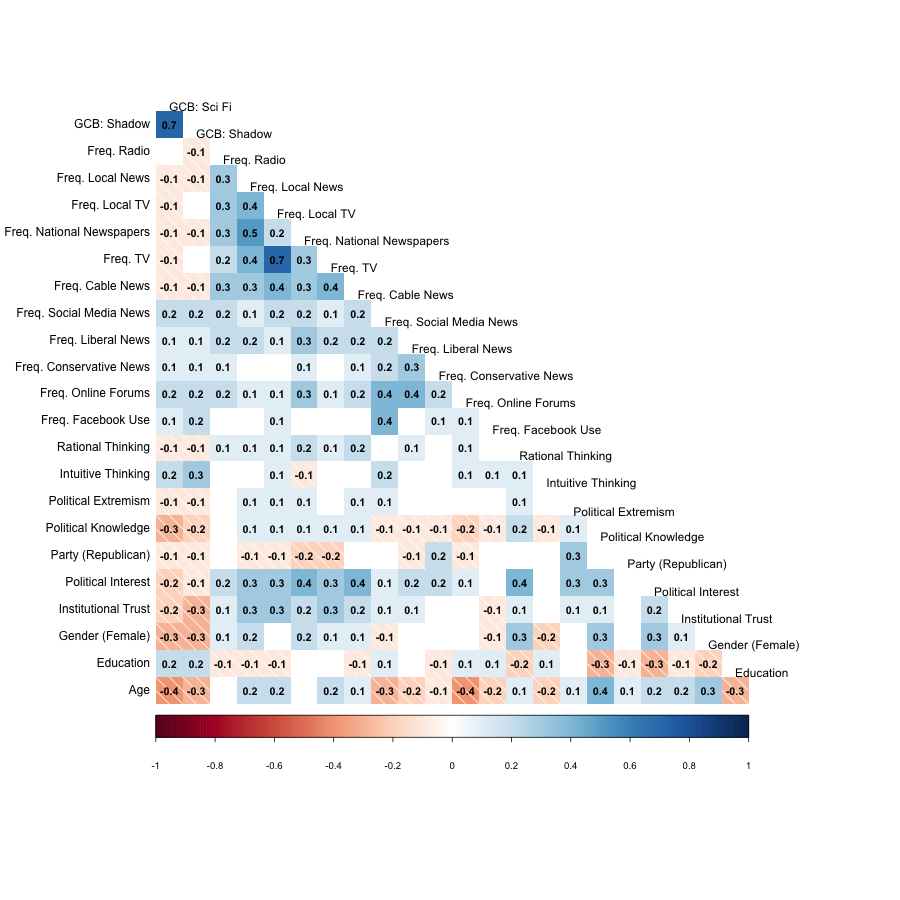 GCB: Sci Fi
GCB: Shadow 0.7
GCB: Shadow
Freq. Radio -0.1
Freq. Radio
Freq. Local News -0.1 -0.1 0.3
Freq. Local News
Freq. Local TV -0.1 0.3 0.4
Freq. Local TV
Freq. National Newspapers -0.1 -0.1 0.3 0.5 0.2
Freq. National Newspapers
Freq. TV -0.1 0.2 0.4 0.7 0.3
Freq. TV
Freq. Cable News -0.1 -0.1 0.3 0.3 0.4 0.3 0.4
Freq. Cable News
Freq. Social Media News 0.2 0.2 0.2 0.1 0.2 0.2 0.1 0.2
Freq. Social Media News
Freq. Liberal News 0.1 0.1 0.2 0.2 0.1 0.3 0.2 0.2 0.2
Freq. Liberal News
Freq. Conservative News 0.1 0.1 0.1 0.1 0.1 0.2 0.3
Freq. Conservative News
Freq. Online Forums 0.2 0.2 0.2 0.1 0.1 0.3 0.1 0.2 0.4 0.4 0.2
Freq. Online Forums
Freq. Facebook Use 0.1 0.2 0.1 0.4 0.1 0.1
Freq. Facebook Use
Rational Thinking -0.1 -0.1 0.1 0.1 0.1 0.2 0.1 0.2 0.1 0.1
Rational Thinking
Intuitive Thinking 0.2 0.3 0.1 -0.1 0.2 0.1 0.1 0.1
Intuitive Thinking
Political Extremism -0.1 -0.1 0.1 0.1 0.1 0.1 0.1 0.1
Political Extremism
Political Knowledge -0.3 -0.2 0.1 0.1 0.1 0.1 0.1 -0.1 -0.1 -0.1 -0.2 -0.1 0.2 -0.1 0.1
Political Knowledge
Party (Republican) -0.1 -0.1 -0.1 -0.1 -0.2 -0.2 -0.1 0.2 -0.1 0.3
Party (Republican)
Political Interest -0.2 -0.1 0.2 0.3 0.3 0.4 0.3 0.4 0.1 0.2 0.2 0.1 0.4 0.3 0.5
Political Interest
Institutional Trust -0.2 -0.3 0.1 0.3 0.3 0.2 0.3 0.2 0.1 0.1 -0.1 0.1 0.1 0.1 0.2
Institutional Trust
Gender (Female) -0.3 -0.3 0.1 0.2 0.2 0.1 0.1 -0.1 -0.1 0.3 -0.2 0.3 0.3 0.1
Gender (Female)
Education 0.2 0.2 -0.1 -0.1 -0.1 -0.1 0.1 -0.1 0.1 0.1 -0.2 0.1 -0.3 -0.1 -0.3 -0.1 -0.2
Education
Age -0.4 -0.3 0.2 0.2 0.2 0.1 -0.3 -0.2 -0.1 -0.4 -0.2 0.1 -0.2 0.1 0.4 0.1 0.2 0.2 0.3 -0.3
-1 -0.8 -0.6 -0.4 -0.2 0 0.2 0.4 0.6 0.8 1